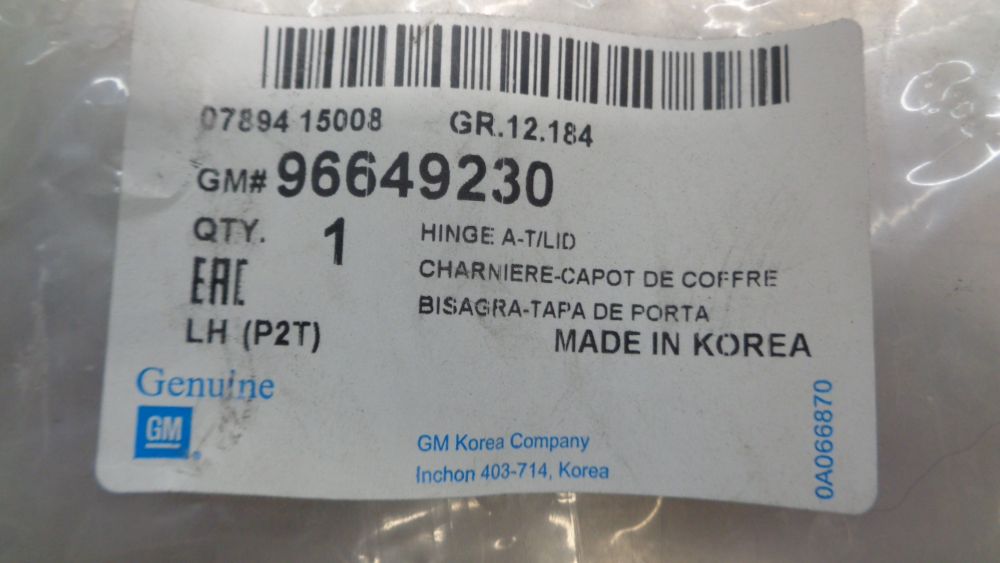 07894 15008 GR.12.184
GM# 96649230
QTY. 1
HINGE A-T/LID
EAC
CHARNIERE-CAPOT DE COFFRE
BISAGRA-TAPA DE PORTA
LH (P2T)
MADE IN KOREA
Genuine
GM
GM Korea Company
Inchon 403-714, Korea
0A066870